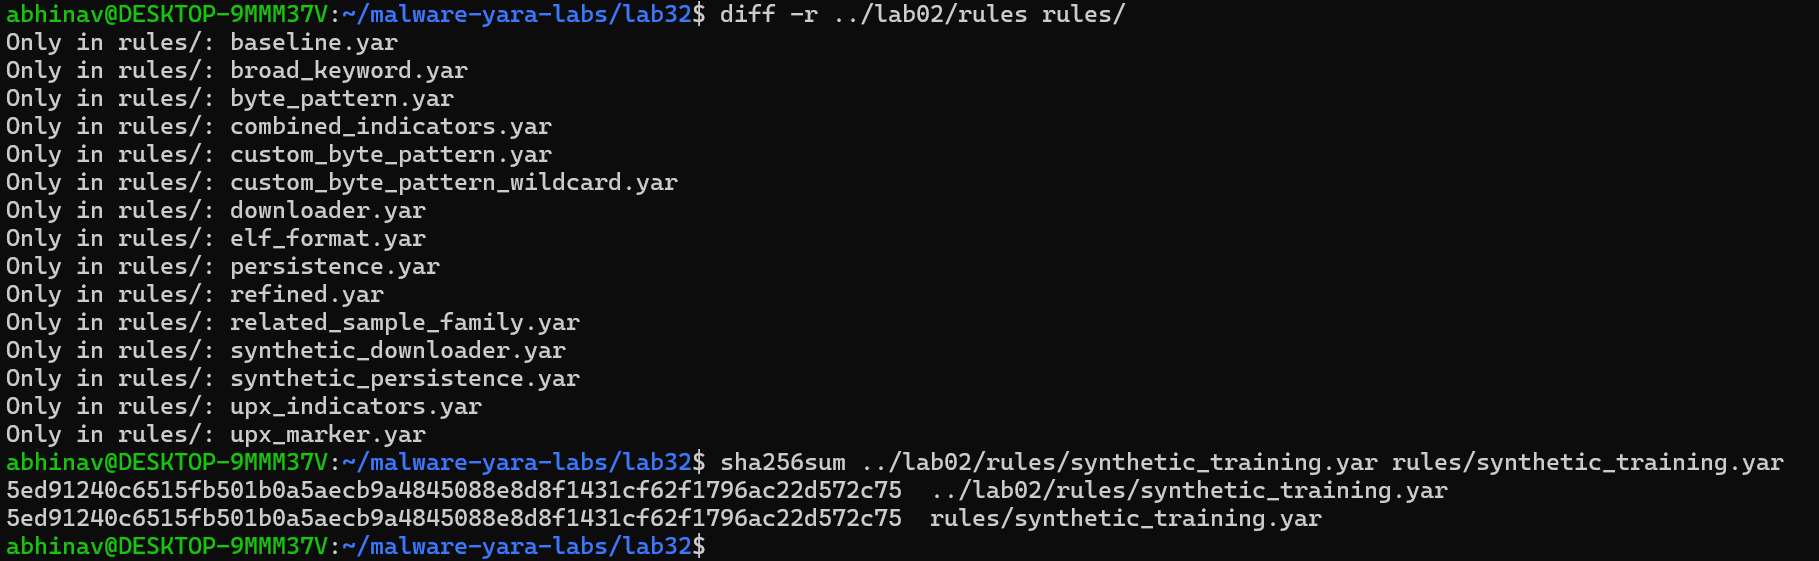 abhinav@DESKTOP-9MMM37V:~/malware-yara-labs/lab32$ diff -r ../lab02/rules rules/
Only in rules/: baseline.yar
Only in rules/: broad_keyword.yar
Only in rules/: byte_pattern.yar
Only in rules/: combined_indicators.yar
Only in rules/: custom_byte_pattern.yar
Only in rules/: custom_byte_pattern_wildcard.yar
Only in rules/: downloader.yar
Only in rules/: elf_format.yar
Only in rules/: persistence.yar
Only in rules/: refined.yar
Only in rules/: related_sample_family.yar
Only in rules/: synthetic_downloader.yar
Only in rules/: synthetic_persistence.yar
Only in rules/: upx_indicators.yar
Only in rules/: upx_marker.yar
abhinav@DESKTOP-9MMM37V:~/malware-yara-labs/lab32$ sha256sum ../lab02/rules/synthetic_training.yar rules/synthetic_training.yar
5ed91240c6515fb501b0a5aecb9a4845088e8d8f1431cf62f1796ac22d572c75  ../lab02/rules/synthetic_training.yar
5ed91240c6515fb501b0a5aecb9a4845088e8d8f1431cf62f1796ac22d572c75  rules/synthetic_training.yar
abhinav@DESKTOP-9MMM37V:~/malware-yara-labs/lab32$